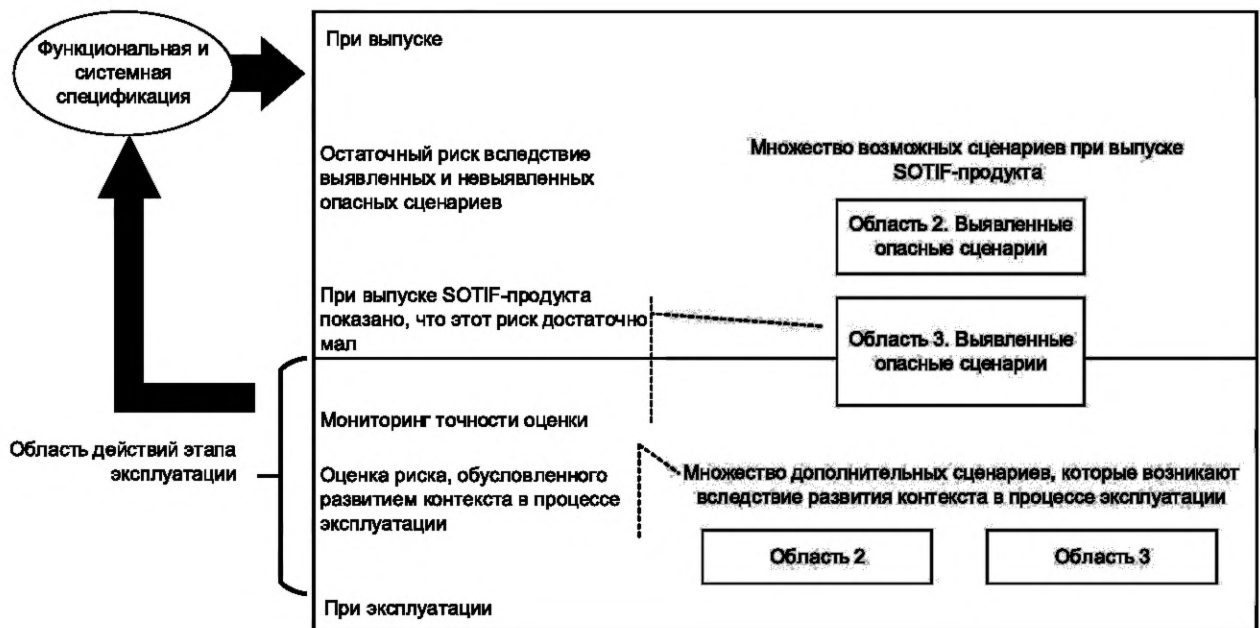 Функциональная и
системная
спецификация
При выпуске
Остаточный риск вследствие
выявленных и невыявленных
опасных сценариев
Множество возможных сценариев при выпуске
SOTIF-продукта
Область 2. Выявленные
опасные сценарии
При выпуске SOTIF-продукта
показано, что этот риск достаточно
мал
Область 3. Выявленные
опасные сценарии
Область действий этапа
эксплуатации
Мониторинг точности оценки
Оценка риска, обусловленного
развитием контекста в процессе
эксплуатации
Множество дополнительных сценариев, которые возникают
вследствие развития контекста в процессе эксплуатации
Область 2
Область 3
При эксплуатации